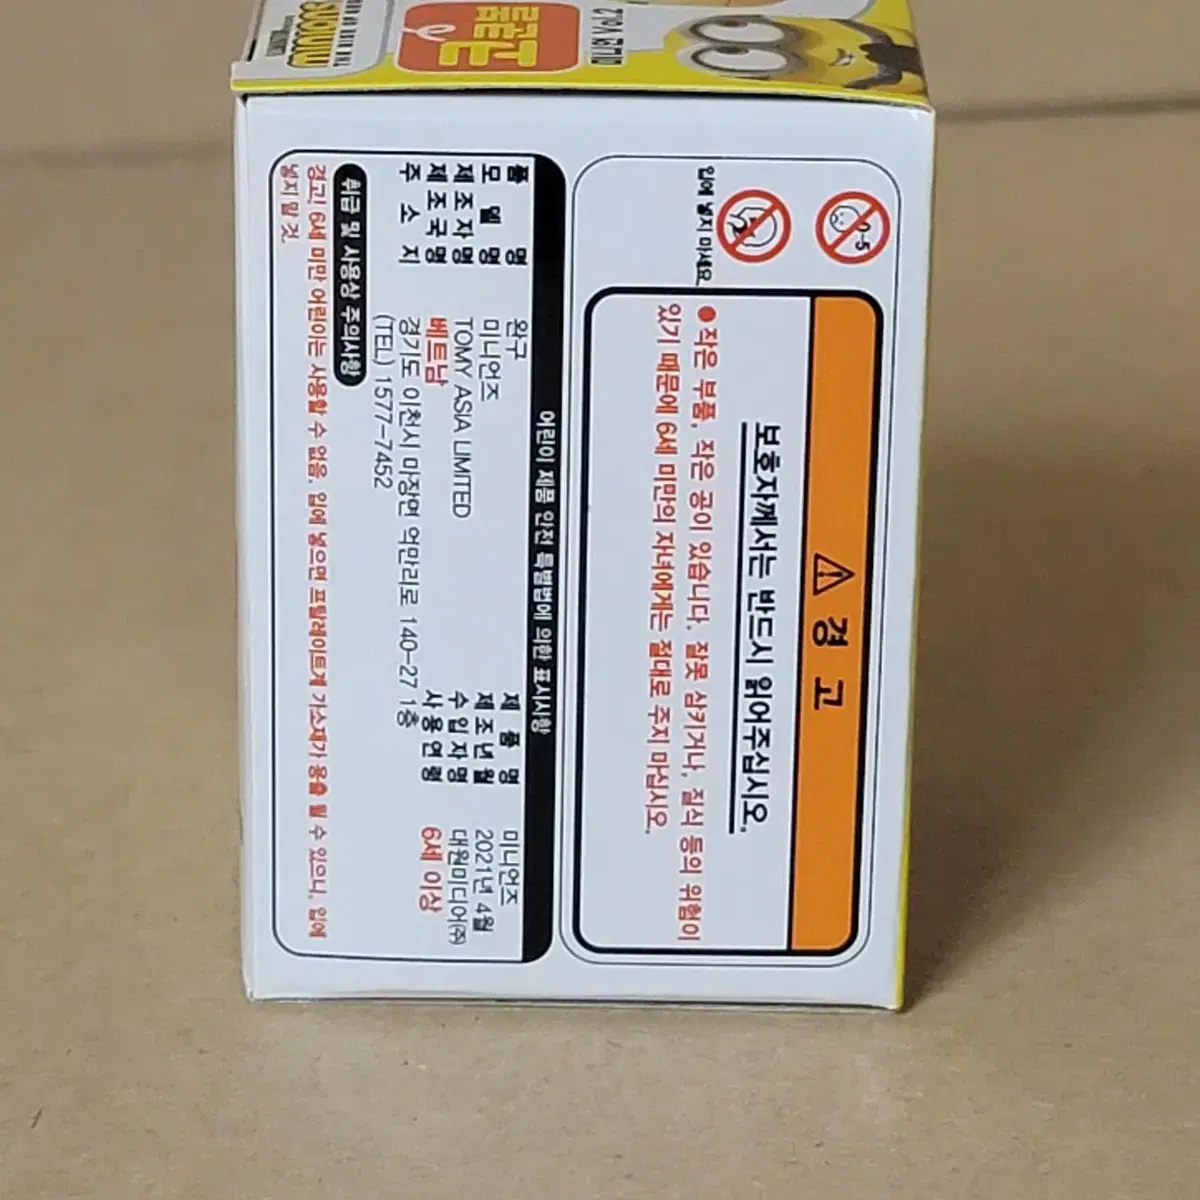 0-5
입에 넣지 마세요.
경 고
보호자께서는 반드시 읽어주십시오.
●작은 부품, 작은 공이 있습니다. 잘못 삼키거나, 질식 등의 위험이
있기 때문에 6세 미만의 자녀에게는 절대로 주지 마십시오.
어린이 제품 안전 특별법에 의한 표시사항
품 명 완구 제 품 명 미니언즈
모 델 명 미니언즈 제조년월 2021년 4월
제조자명 TOMY ASIA LIMITED 수입자명 대원미디어(주)
제조국명 베트남 사용연령 6세 이상
주 소 지 경기도 이천시 마장면 억만리로 140-27 1층
(TEL) 1577-7452
취급 및 사용상 주의사항
경고! 6세 미만 어린이는 사용할 수 없음. 입에 넣으면 프탈레이트계 가소제가 용출 될 수 있으니, 입에
넣지 말 것.